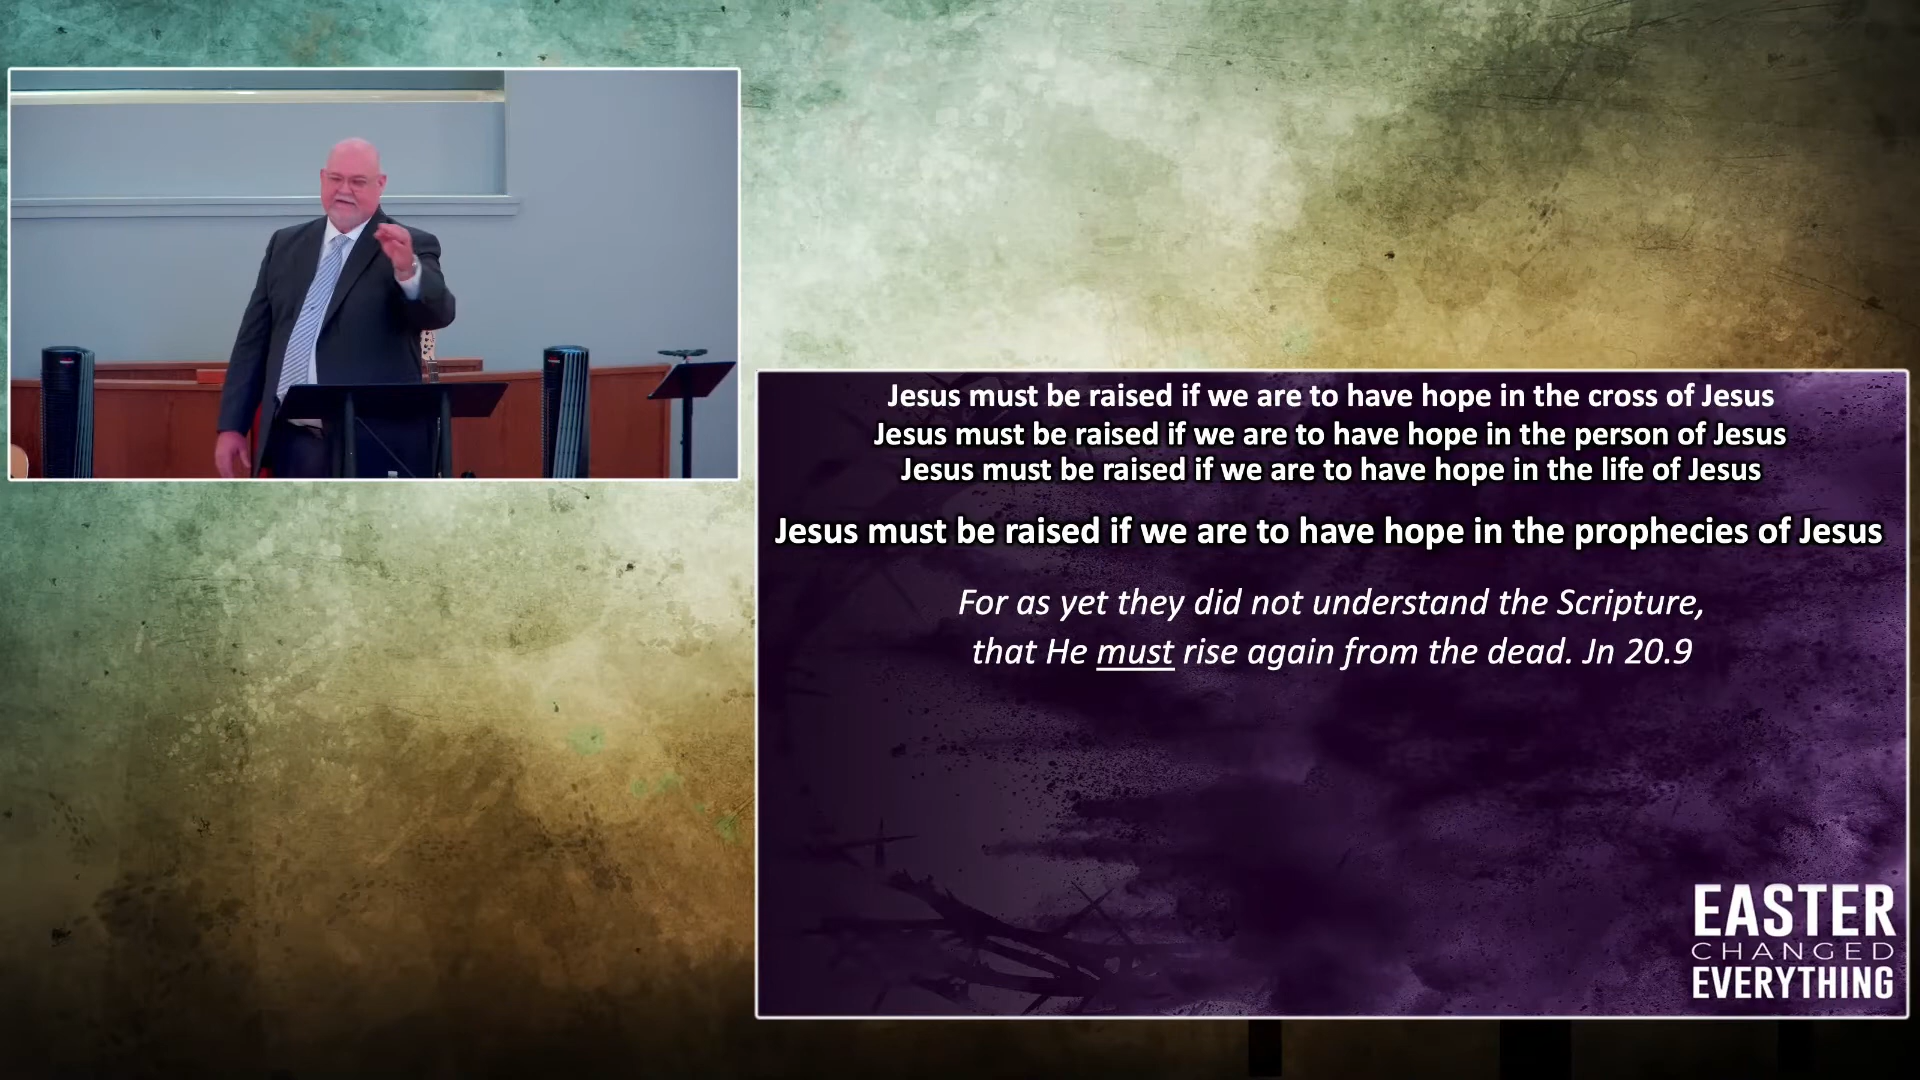 Jesus must be raised if we are to have hope in the cross of Jesus
Jesus must be raised if we are to have hope in the person of Jesus
Jesus must be raised if we are to have hope in the life of Jesus
Jesus must be raised if we are to have hope in the prophecies of Jesus
For as yet they did not understand the Scripture,
that He must rise again from the dead. Jn 20.9
EASTER
CHANGED
EVERYTHING